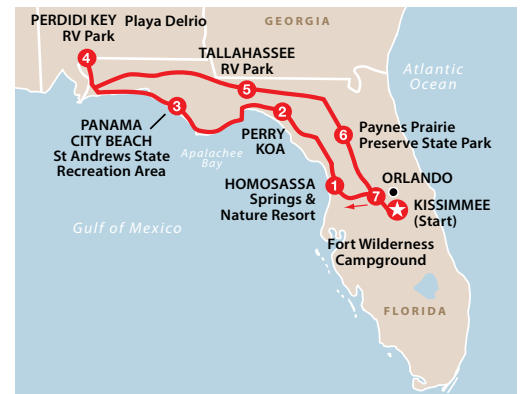 PERDIDI KEY
RV Park
Playa Delrio
GEORGIA
4
TALLAHASSEE
RV Park
Atlantic
Ocean
5
3
2
PANAMA
CITY BEACH
St Andrews State
Recreation Area
Apalachee
Bay
PERRY
KOA
6
Paynes Prairie
Preserve State Park
HOMOSASSA
Springs &
Nature Resort
1
7
ORLANDO
KISSIMMEE
(Start)
Gulf of Mexico
Fort Wilderness
Campground
FLORIDA